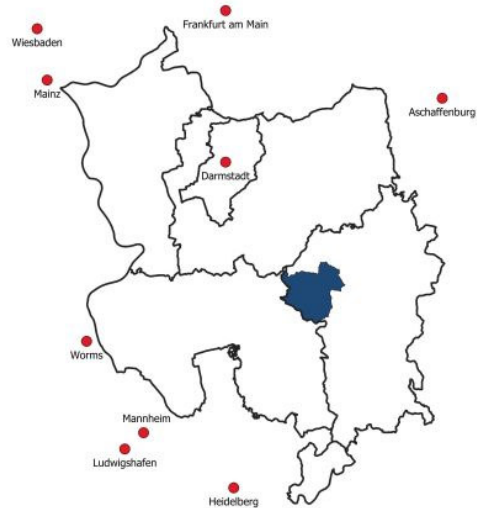 Frankfurt am Main
Wiesbaden
Mainz
Aschaffenburg
Darmstadt
Worms
Mannheim
Ludwigshafen
Heidelberg